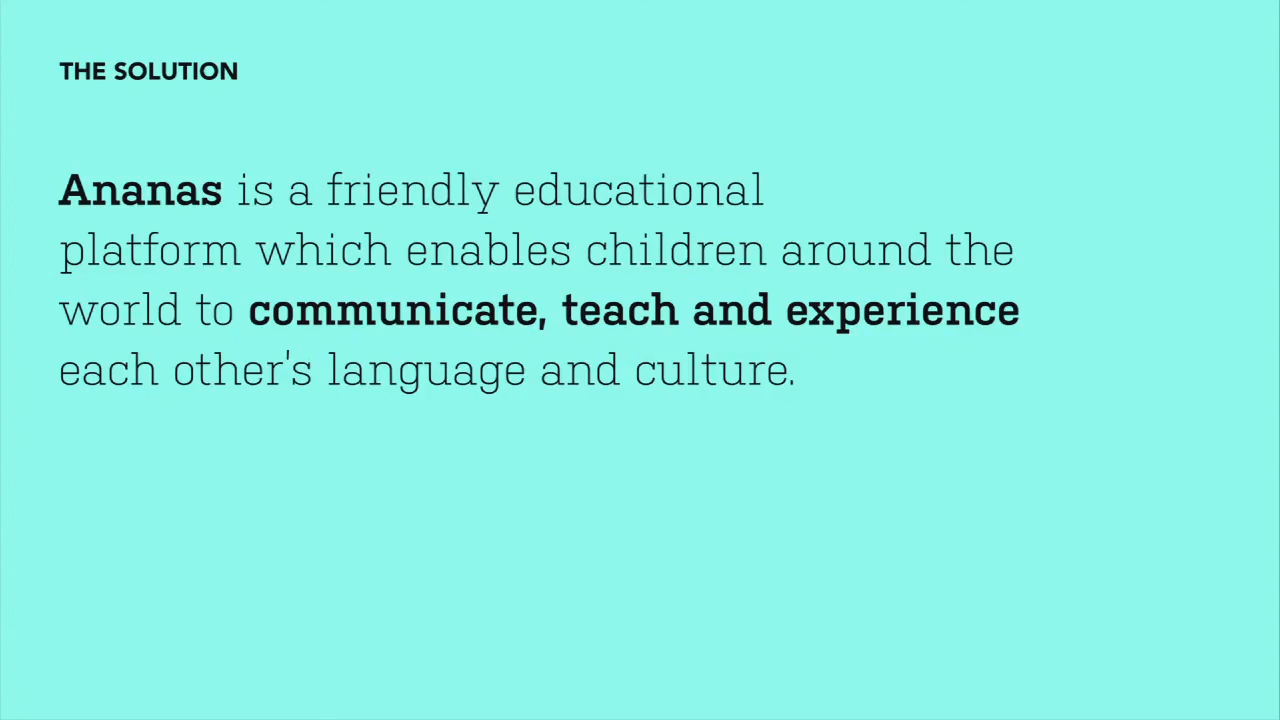 THE SOLUTION
Ananas is a friendly educational
platform which enables children around the
world to communicate, teach and experience
each other's language and culture.